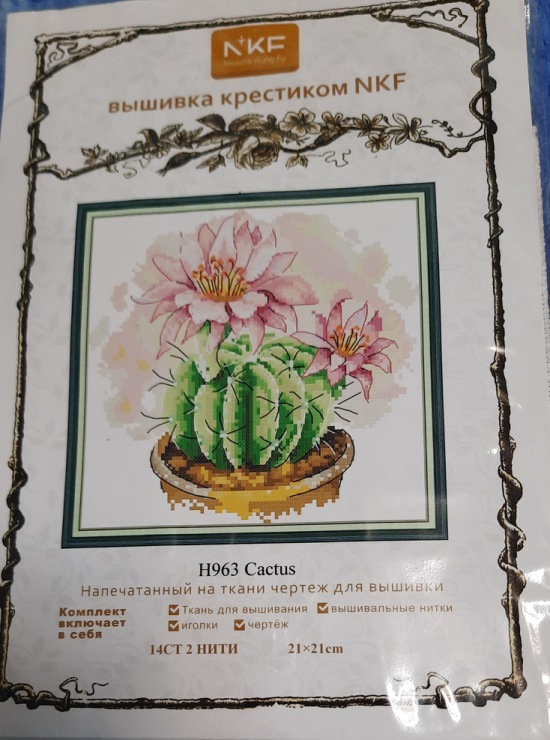 NKF
вышивка крестиком NKF
H963 Cactus
Напечатанный на ткани чертеж для вышивки
Комплект включает в себя
Ткань для вышивания вышивальные нитки
иголки чертёж
14CT 2 НИТИ 21×21cm